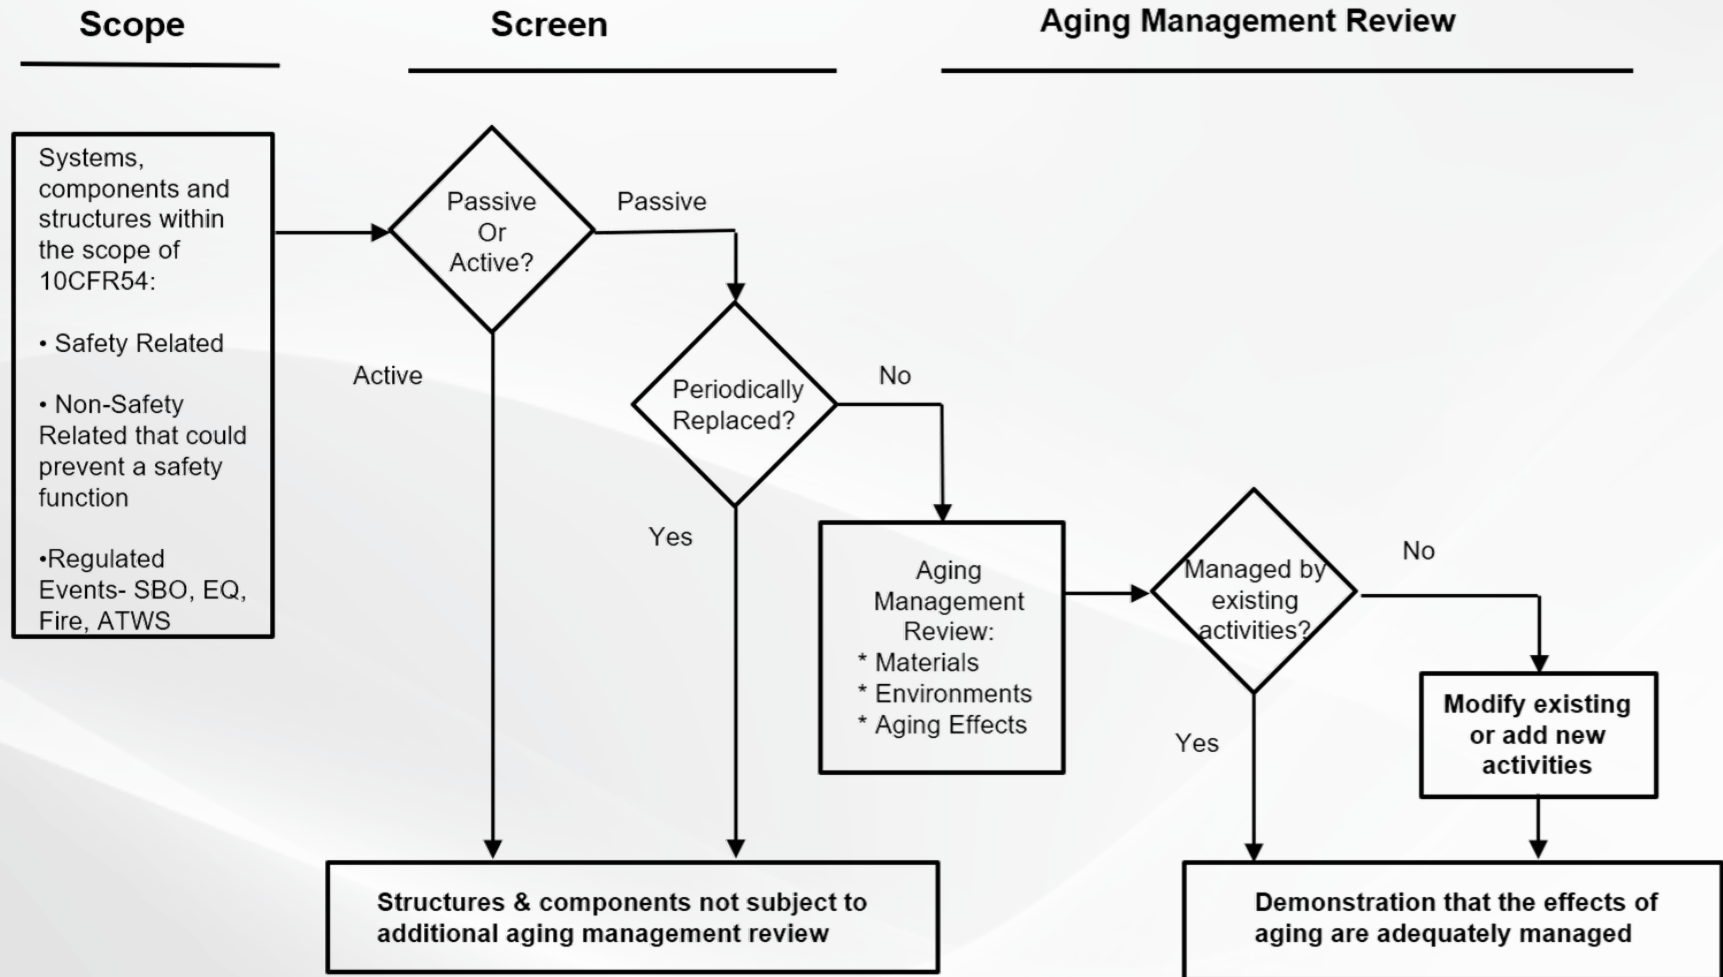 Scope
Screen
Aging Management Review
Systems,
components and
structures within
the scope of
10CFR54:
• Safety Related
• Non-Safety
Related that could
prevent a safety
function
•Regulated
Events- SBO, EQ,
Fire, ATWS
Passive
Or
Active?
Passive
Active
Periodically
Replaced?
No
Yes
Aging
Management
Review:
* Materials
* Environments
* Aging Effects
Managed by
existing
activities?
No
Yes
Modify existing
or add new
activities
Structures & components not subject to
additional aging management review
Demonstration that the effects of
aging are adequately managed